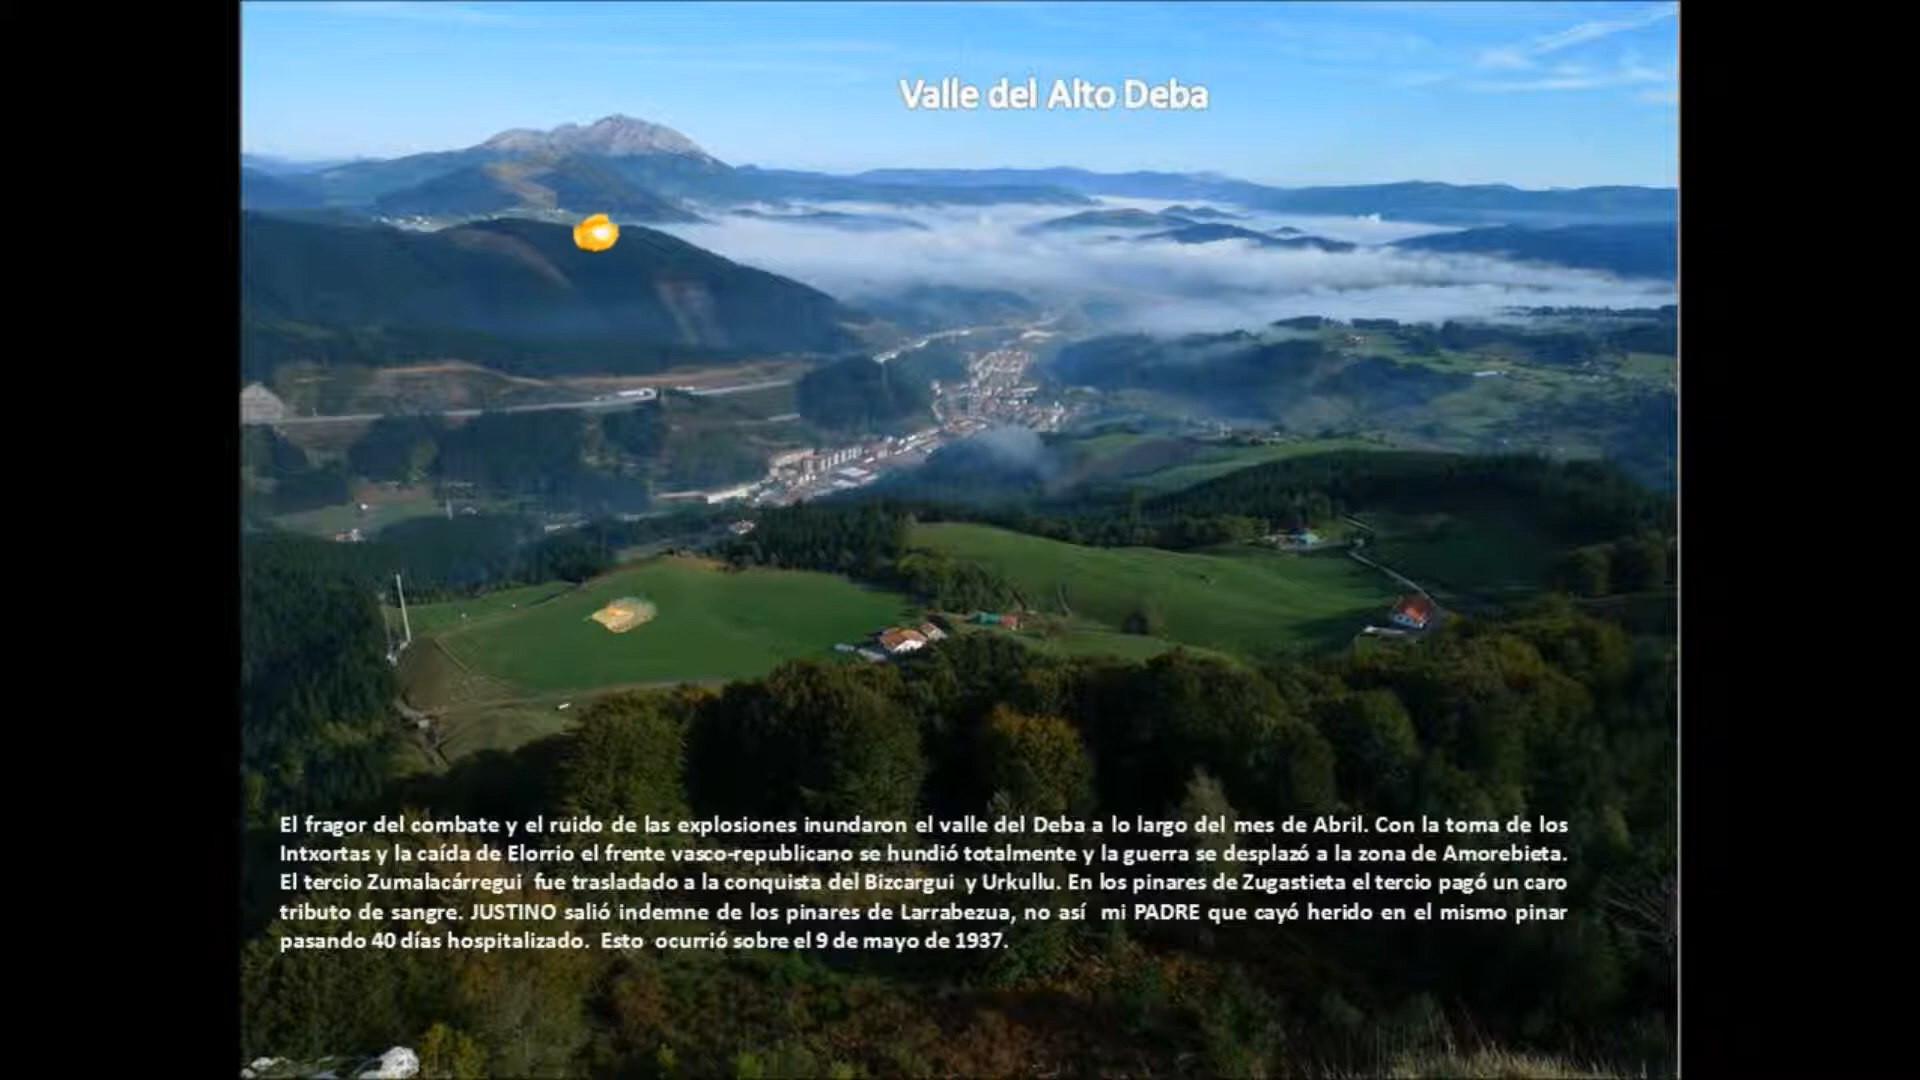 Valle del Alto Deba
El fragor del combate y el ruido de las explosiones inundaron el valle del Deba a lo largo del mes de Abril. Con la toma de los
Intxortas y la caída de Elorrio el frente vasco-republicano se hundió totalmente y la guerra se desplazó a la zona de Amorebieta.
El tercio Zumalacárregui fue trasladado a la conquista del Bizcargui y Urkullu. En los pinares de Zugastieta el tercio pagó un caro
tributo de sangre. JUSTINO salió indemne de los pinares de Larrabezua, no así mi PADRE que cayó herido en el mismo pinar
pasando 40 días hospitalizado. Esto ocurrió sobre el 9 de mayo de 1937.